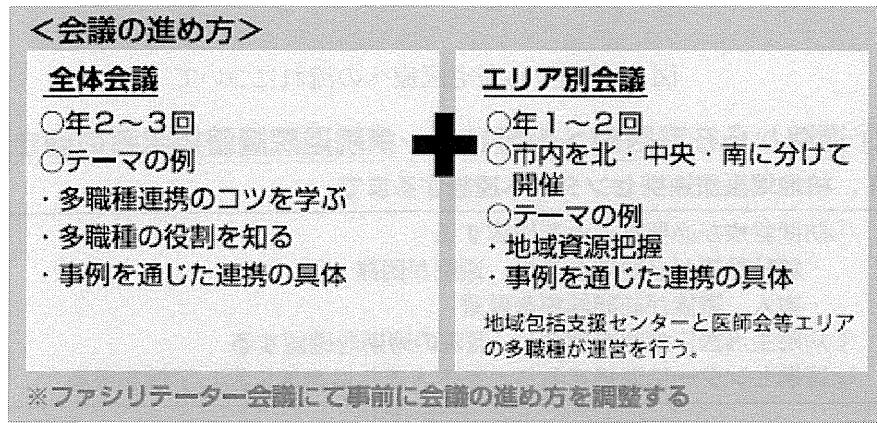 ＜会議の進め方＞
全体会議
○年２～３回
○テーマの例
・多職種連携のコツを学ぶ
・多職種の役割を知る
・事例を通じた連携の具体
エリア別会議
○年１～２回
○市内を北・中央・南に分けて
開催
○テーマの例
・地域資源把握
・事例を通じた連携の具体
地域包括支援センターと医師会等エリア
の多職種が運営を行う。
※ファシリテーター会議にて事前に会議の進め方を調整する